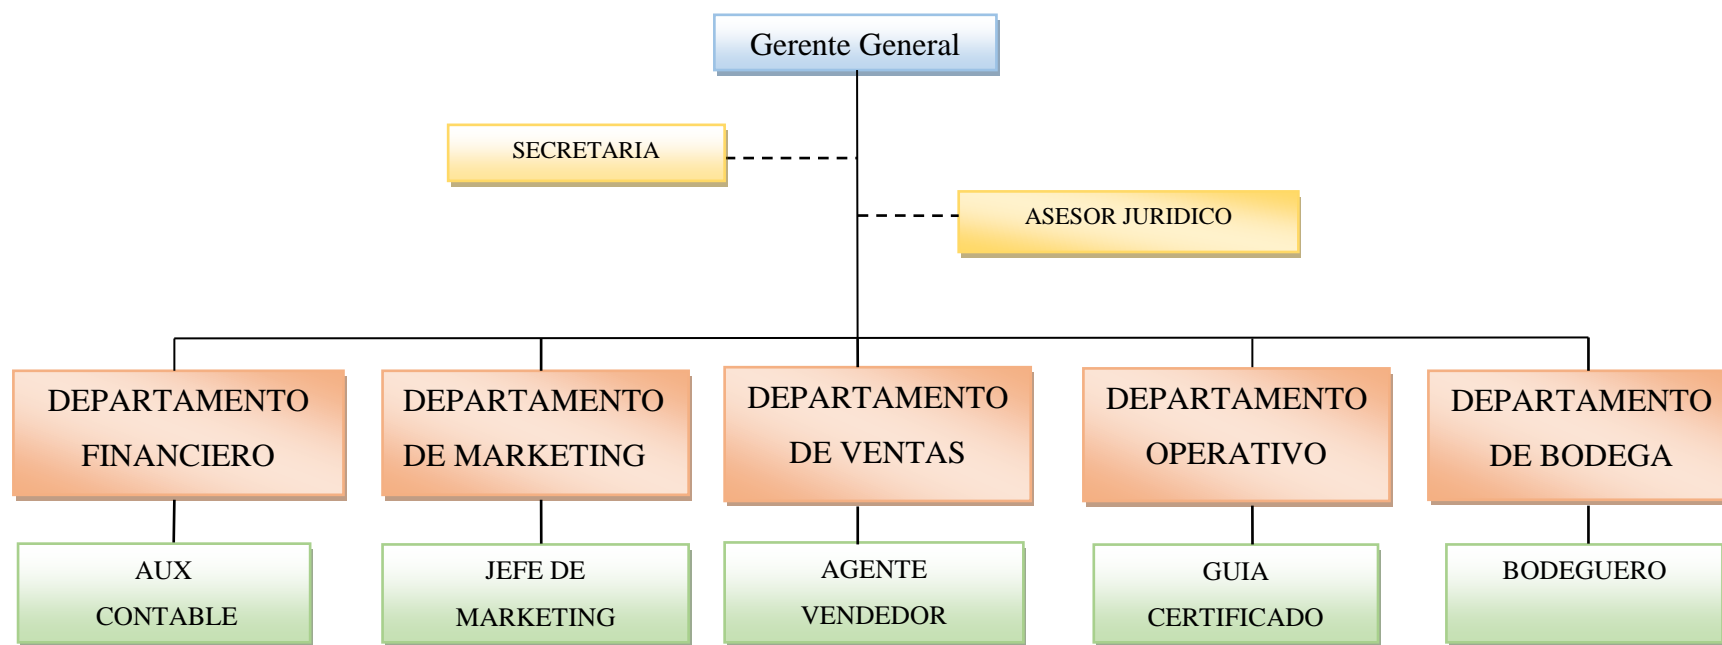 Gerente General
SECRETARIA
ASESOR JURIDICO
DEPARTAMENTO
FINANCIERO
DEPARTAMENTO
DE MARKETING
DEPARTAMENTO
DE VENTAS
DEPARTAMENTO
OPERATIVO
DEPARTAMENTO
DE BODEGA
AUX
CONTABLE
JEFE DE
MARKETING
AGENTE
VENDEDOR
GUIA
CERTIFICADO
BODEGUERO